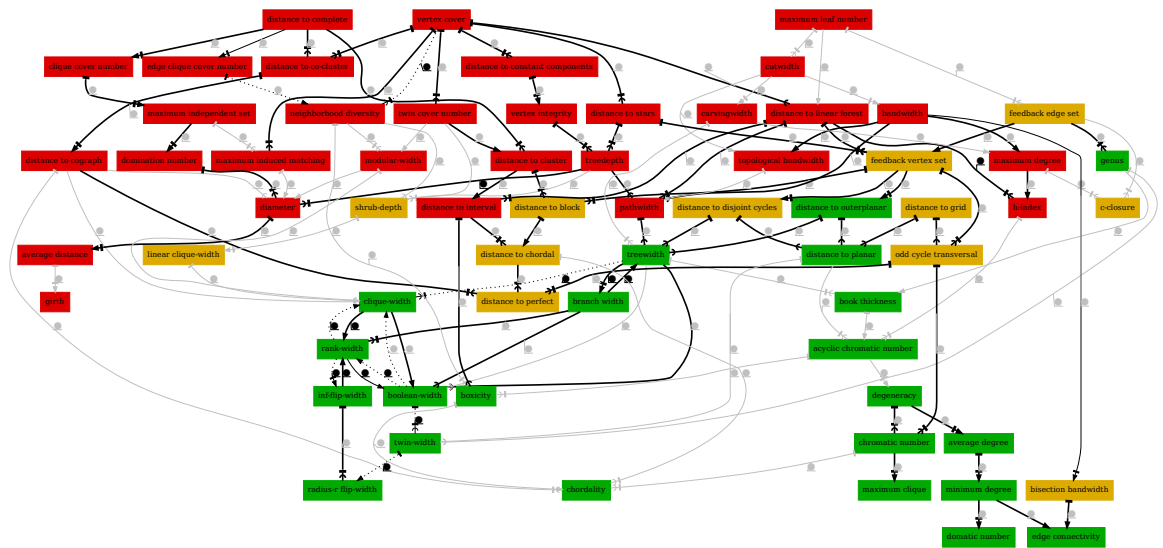 distance to complete
vertex cover
maximum leaf number
clique cover number
edge clique cover number
distance to co-cluster
distance to constant components
cutwidth
maximum independent set
neighborhood diversity
twin cover number
vertex integrity
distance to stars
carvingwidth
distance to linear forest
bandwidth
feedback edge set
distance to cograph
domination number
maximum induced matching
modular-width
distance to cluster
treedepth
topological bandwidth
feedback vertex set
maximum degree
genus
diameter
shrub-depth
distance to interval
distance to block
pathwidth
distance to disjoint cycles
distance to outerplanar
distance to grid
h-index
c-closure
average distance
linear clique-width
distance to chordal
treewidth
distance to planar
odd cycle transversal
girth
clique-width
distance to perfect
branch width
book thickness
rank-width
acyclic chromatic number
inf-flip-width
boolean-width
boxicity
degeneracy
twin-width
chromatic number
average degree
radius-r flip-width
chordality
maximum clique
minimum degree
bisection bandwidth
domatic number
edge connectivity